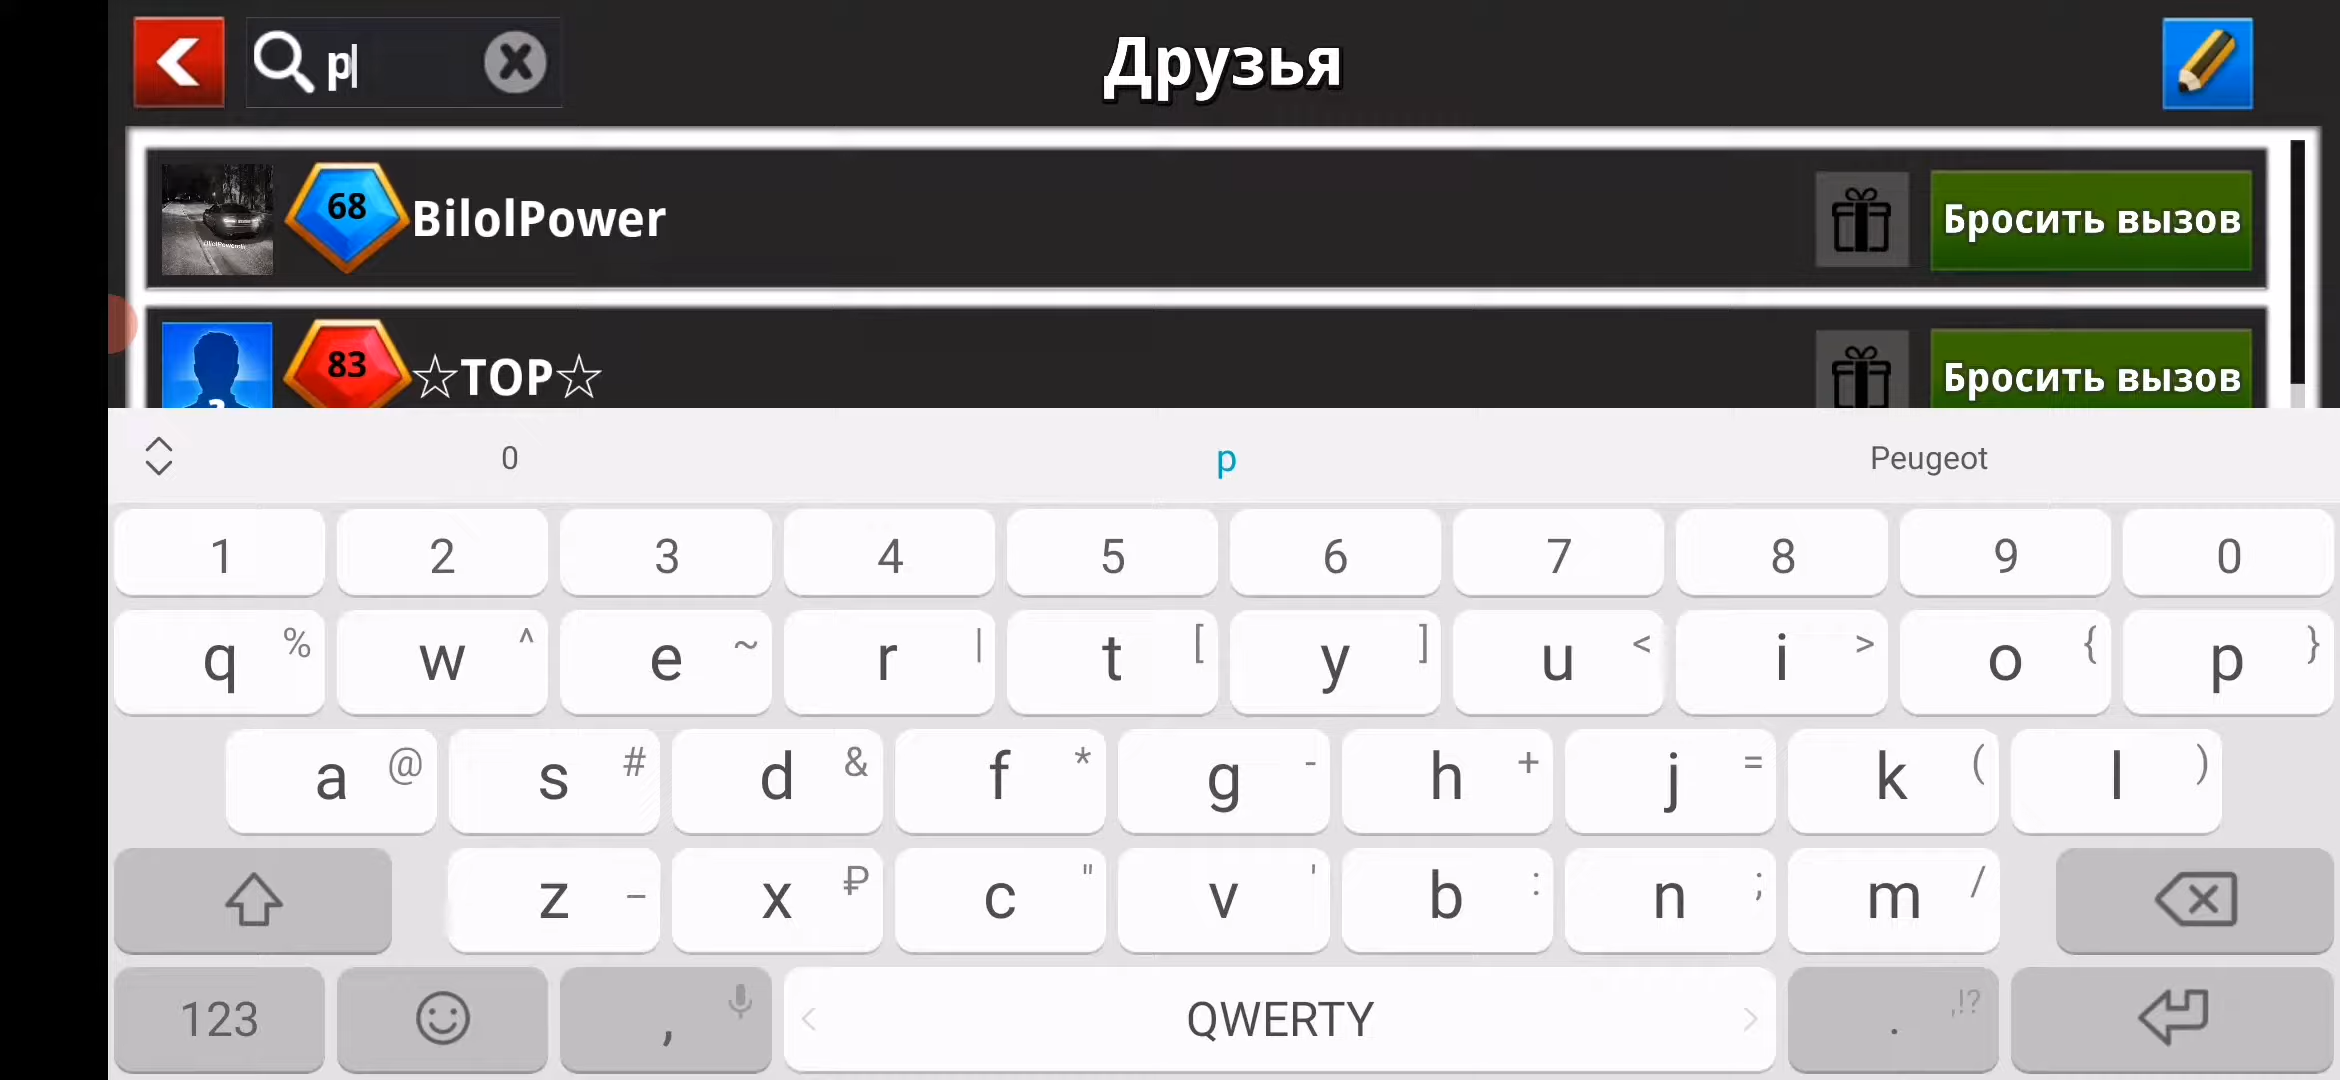 p
Друзья
68 BilolPower Бросить вызов
83 ☆TOP☆ Бросить вызов
0 p Peugeot
1 2 3 4 5 6 7 8 9 0
q % w ^ e ~ r | t [ y ] u < i > o { p }
a @ s # d & f * g - h + j = k ( l )
z _ x ₽ c " v ' b : n ; m /
123 , QWERTY . ,!?